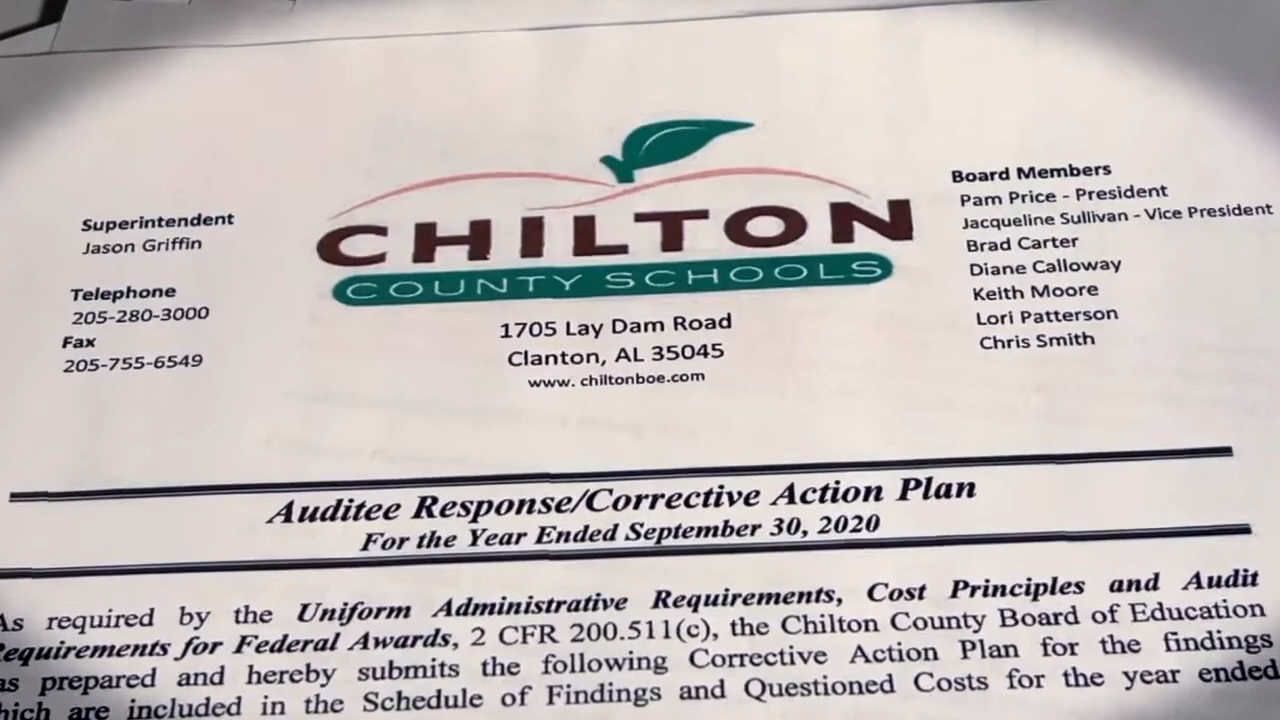 Superintendent
Jason Griffin
Telephone
205-280-3000
Fax
205-755-6549
CHILTON
COUNTY SCHOOLS
1705 Lay Dam Road
Clanton, AL 35045
www. chiltonboe.com
Board Members
Pam Price - President
Jacqueline Sullivan - Vice President
Brad Carter
Diane Calloway
Keith Moore
Lori Patterson
Chris Smith
Auditee Response/Corrective Action Plan
For the Year Ended September 30, 2020
As required by the Uniform Administrative Requirements, Cost Principles and Audit
Requirements for Federal Awards, 2 CFR 200.511(c), the Chilton County Board of Education
as prepared and hereby submits the following Corrective Action Plan for the findings
hich are included in the Schedule of Findings and Questioned Costs for the year ended